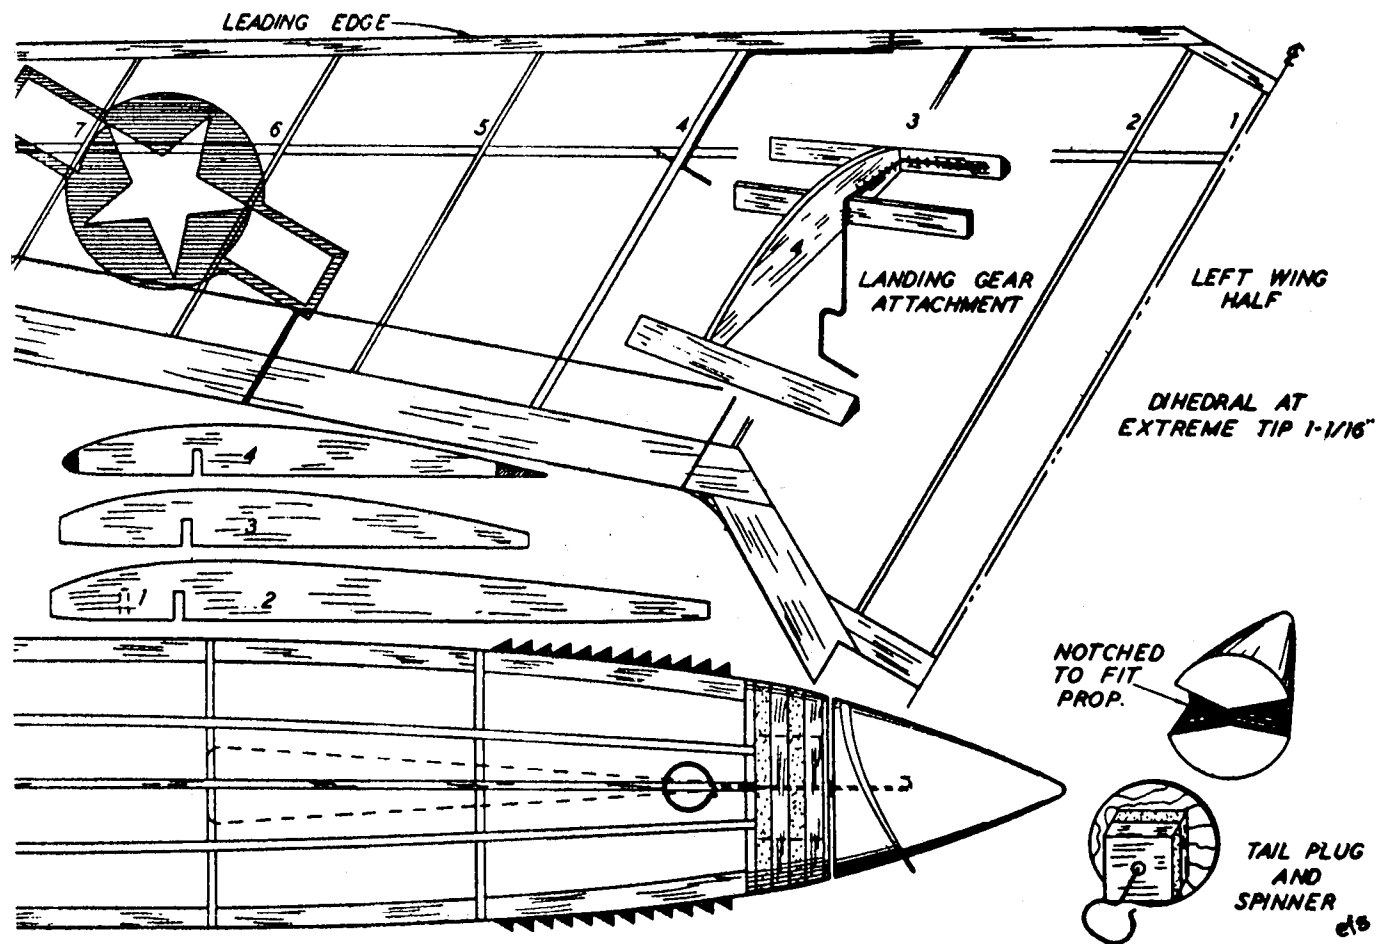 LEADING EDGE
℄
7
6
5
4
3
2
1
4
LANDING GEAR
ATTACHMENT
LEFT WING
HALF
DIHEDRAL AT
EXTREME TIP 1-1/16"
4
3
1
2
NOTCHED
TO FIT
PROP.
TAIL PLUG
AND
SPINNER